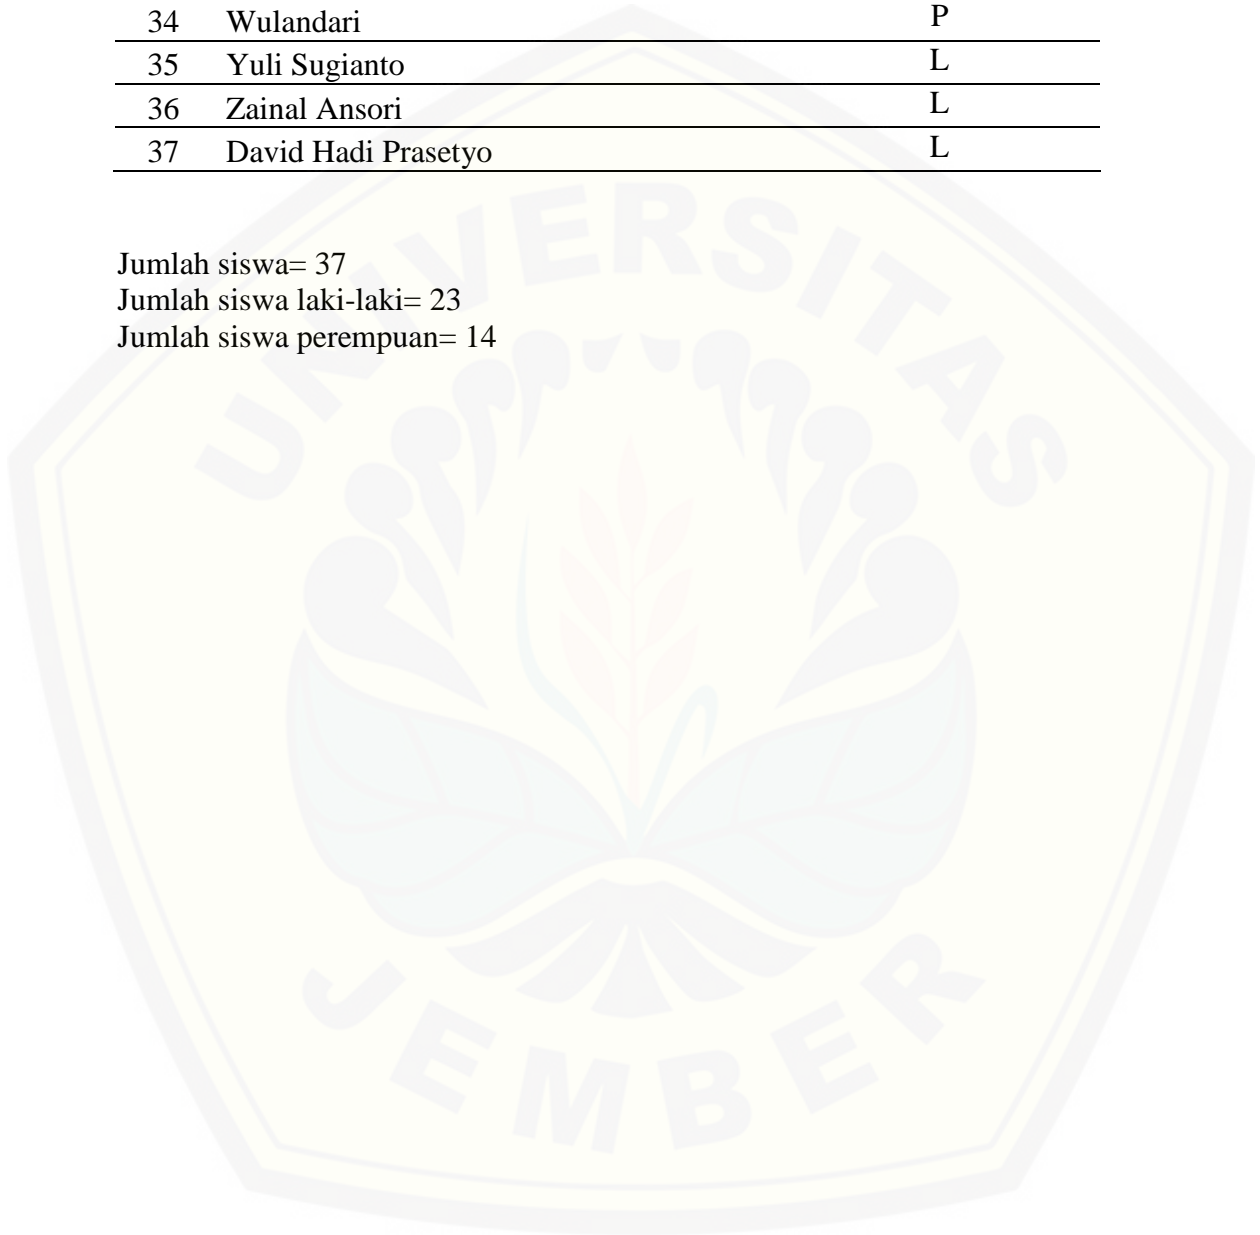 34 Wulandari P
35 Yuli Sugianto L
36 Zainal Ansori L
37 David Hadi Prasetyo L
Jumlah siswa= 37
Jumlah siswa laki-laki= 23
Jumlah siswa perempuan= 14
UNIVERSITAS
JEMBER